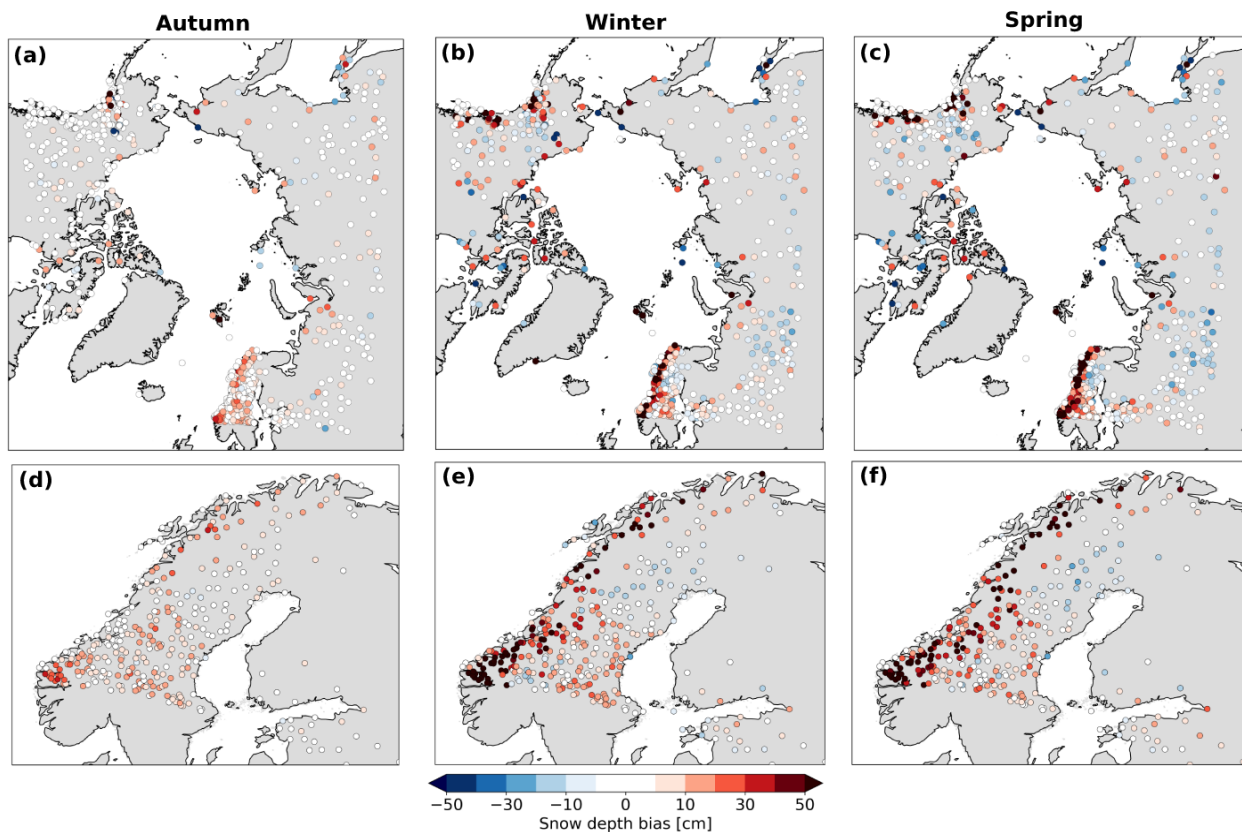 Autumn Winter Spring
(a) (b) (c)
(d) (e) (f)
−50 −30 −10 0 10 30 50
Snow depth bias [cm]